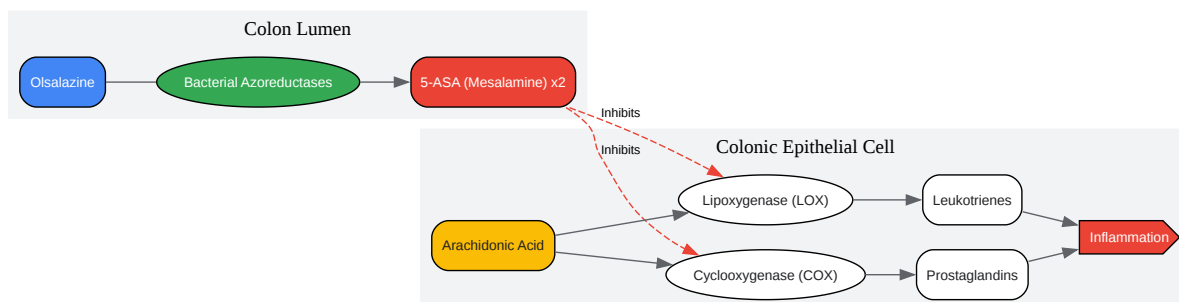 Colon Lumen
Olsalazine
Bacterial Azoreductases
5-ASA (Mesalamine) x2
Inhibits
Inhibits
Colonic Epithelial Cell
Lipoxygenase (LOX)
Leukotrienes
Arachidonic Acid
Inflammation
Cyclooxygenase (COX)
Prostaglandins